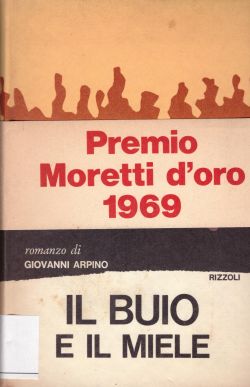 Premio
Moretti d'oro
1969
romanzo di
GIOVANNI ARPINO
RIZZOLI
IL BUIO
E IL MIELE